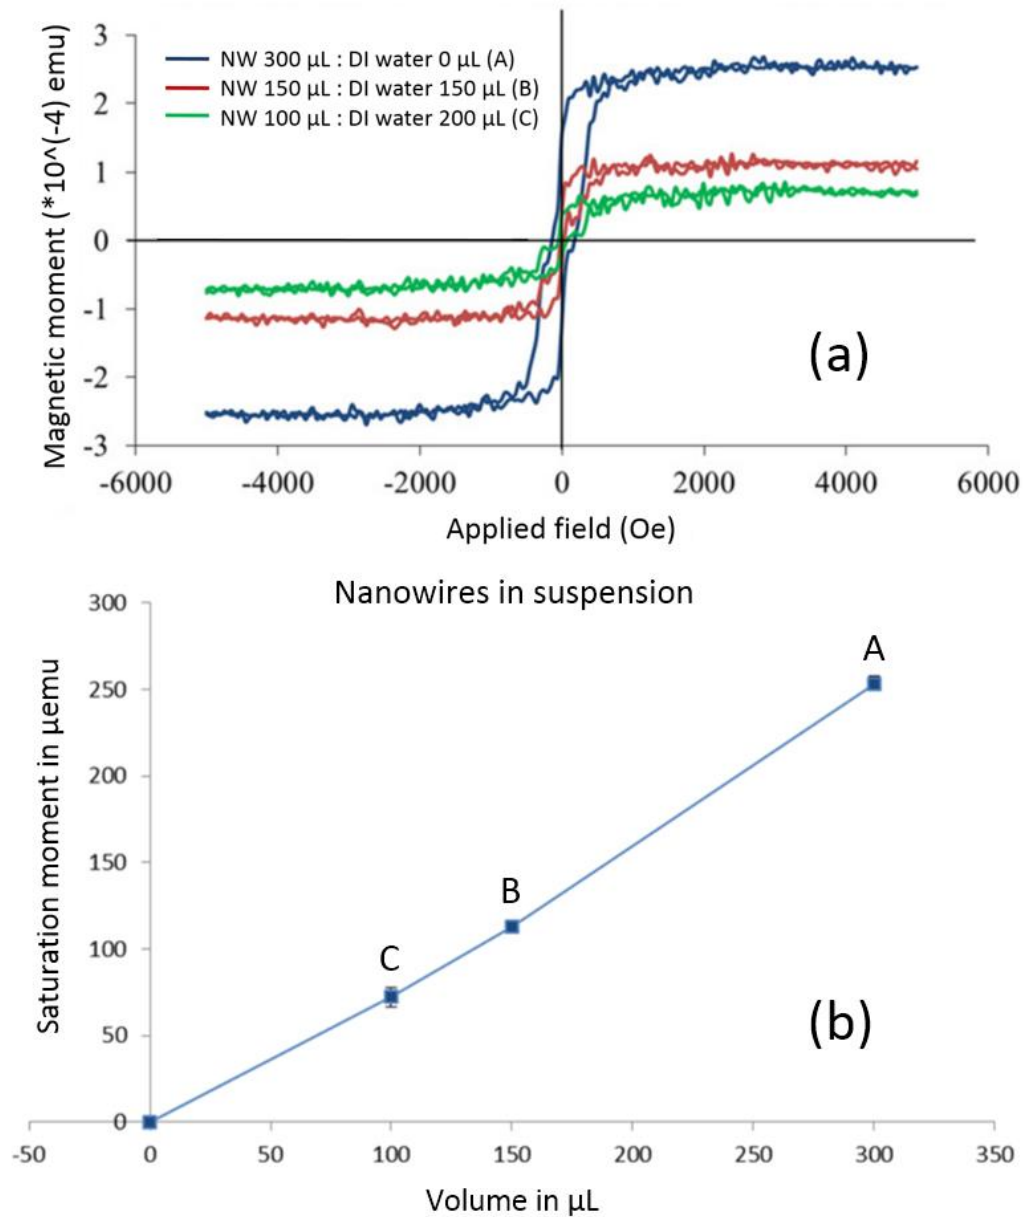 3
2
1
0
-1
-2
-3
Magnetic moment (*10^(-4) emu
NW 300 µL : DI water 0 µL (A)
NW 150 µL : DI water 150 µL (B)
NW 100 µL : DI water 200 µL (C)
(a)
-6000 -4000 -2000 0 2000 4000 6000
Applied field (Oe)
Nanowires in suspension
300
250
200
150
100
50
0
Saturation moment in µemu
A
B
C
(b)
-50 0 50 100 150 200 250 300 350
Volume in µL